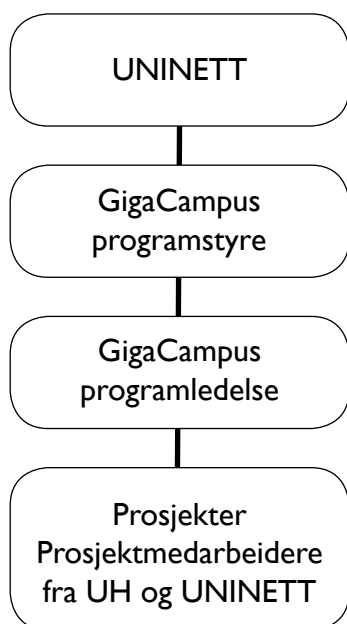 UNINETT
GigaCampus
programstyre
GigaCampus
programledelse
Prosjekter
Prosjektmedarbeidere
fra UH og UNINETT